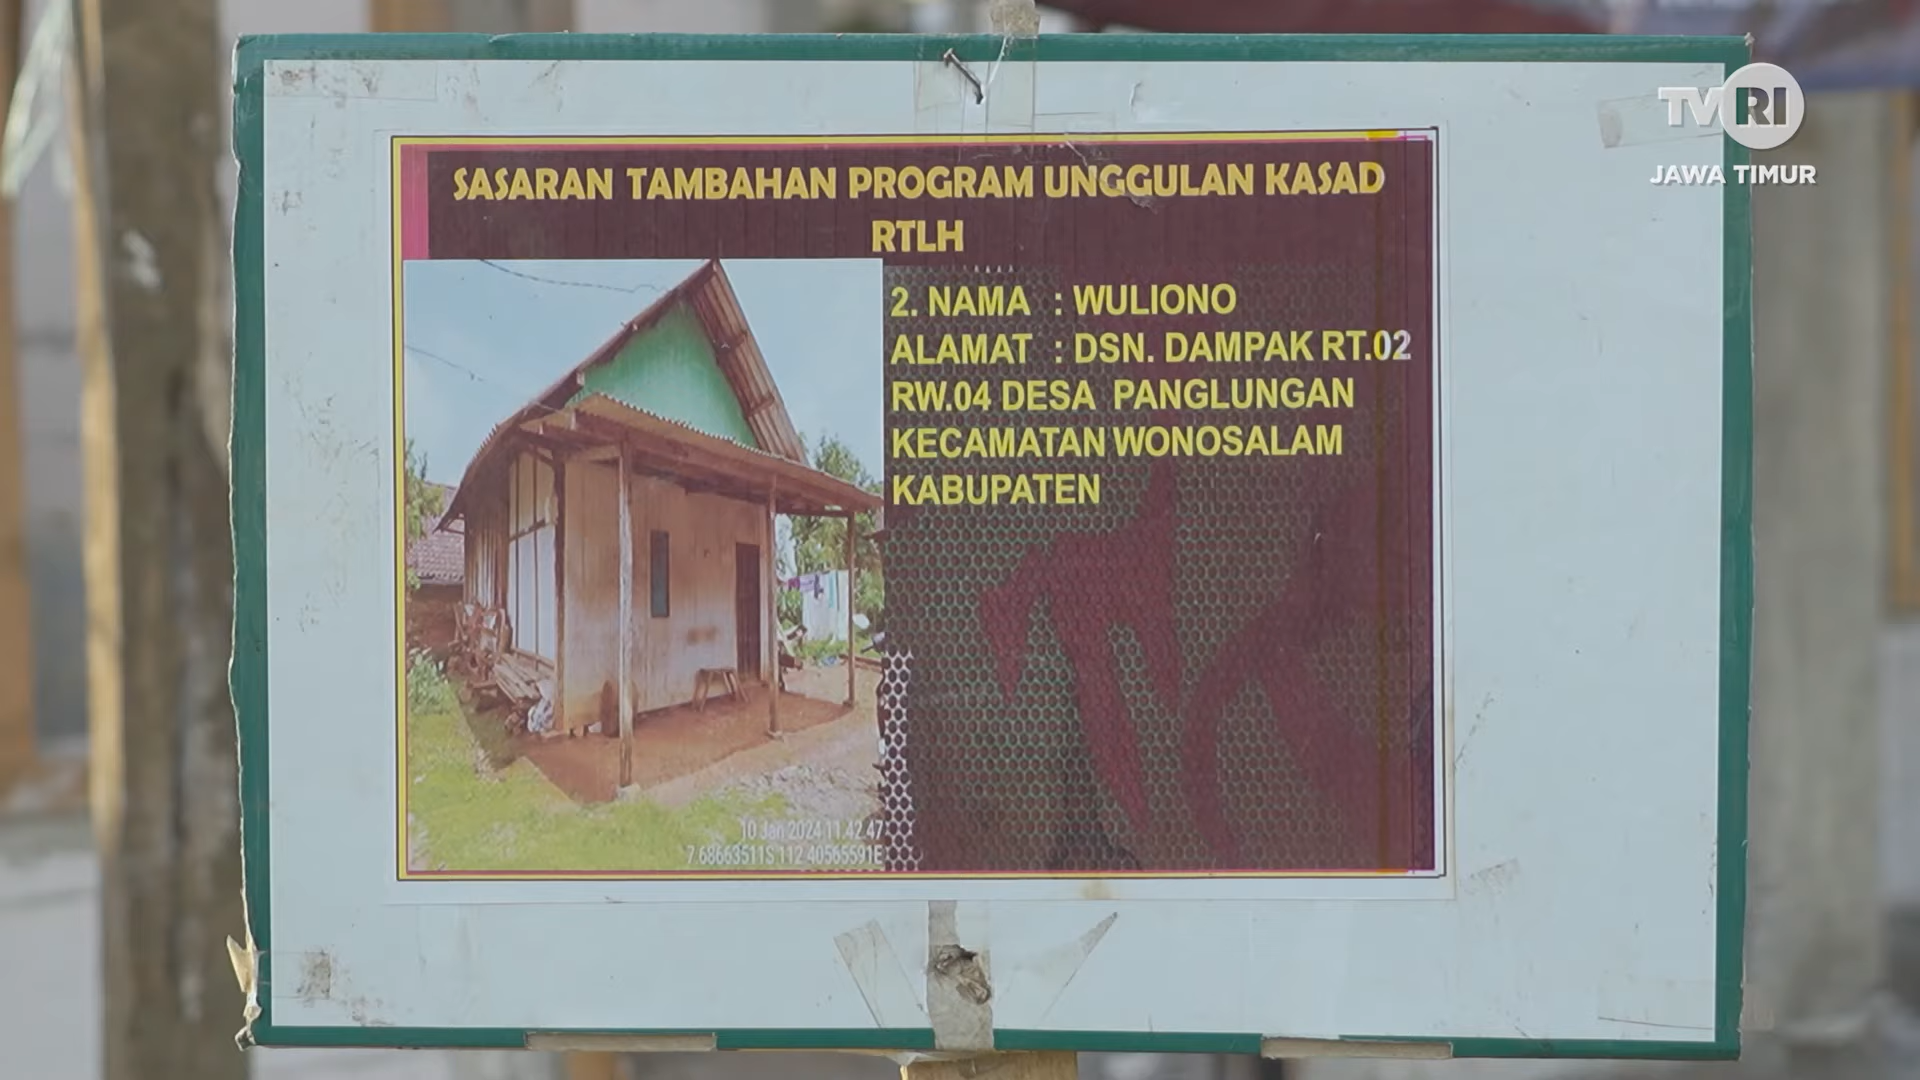 TVRI
JAWA TIMUR
SASARAN TAMBAHAN PROGRAM UNGGULAN KASAD
RTLH
2. NAMA : WULIONO
ALAMAT : DSN. DAMPAK RT.02
RW.04 DESA PANGLUNGAN
KECAMATAN WONOSALAM
KABUPATEN
10 Jan 2024 11.42.47
7.68663511S 112.40565591E